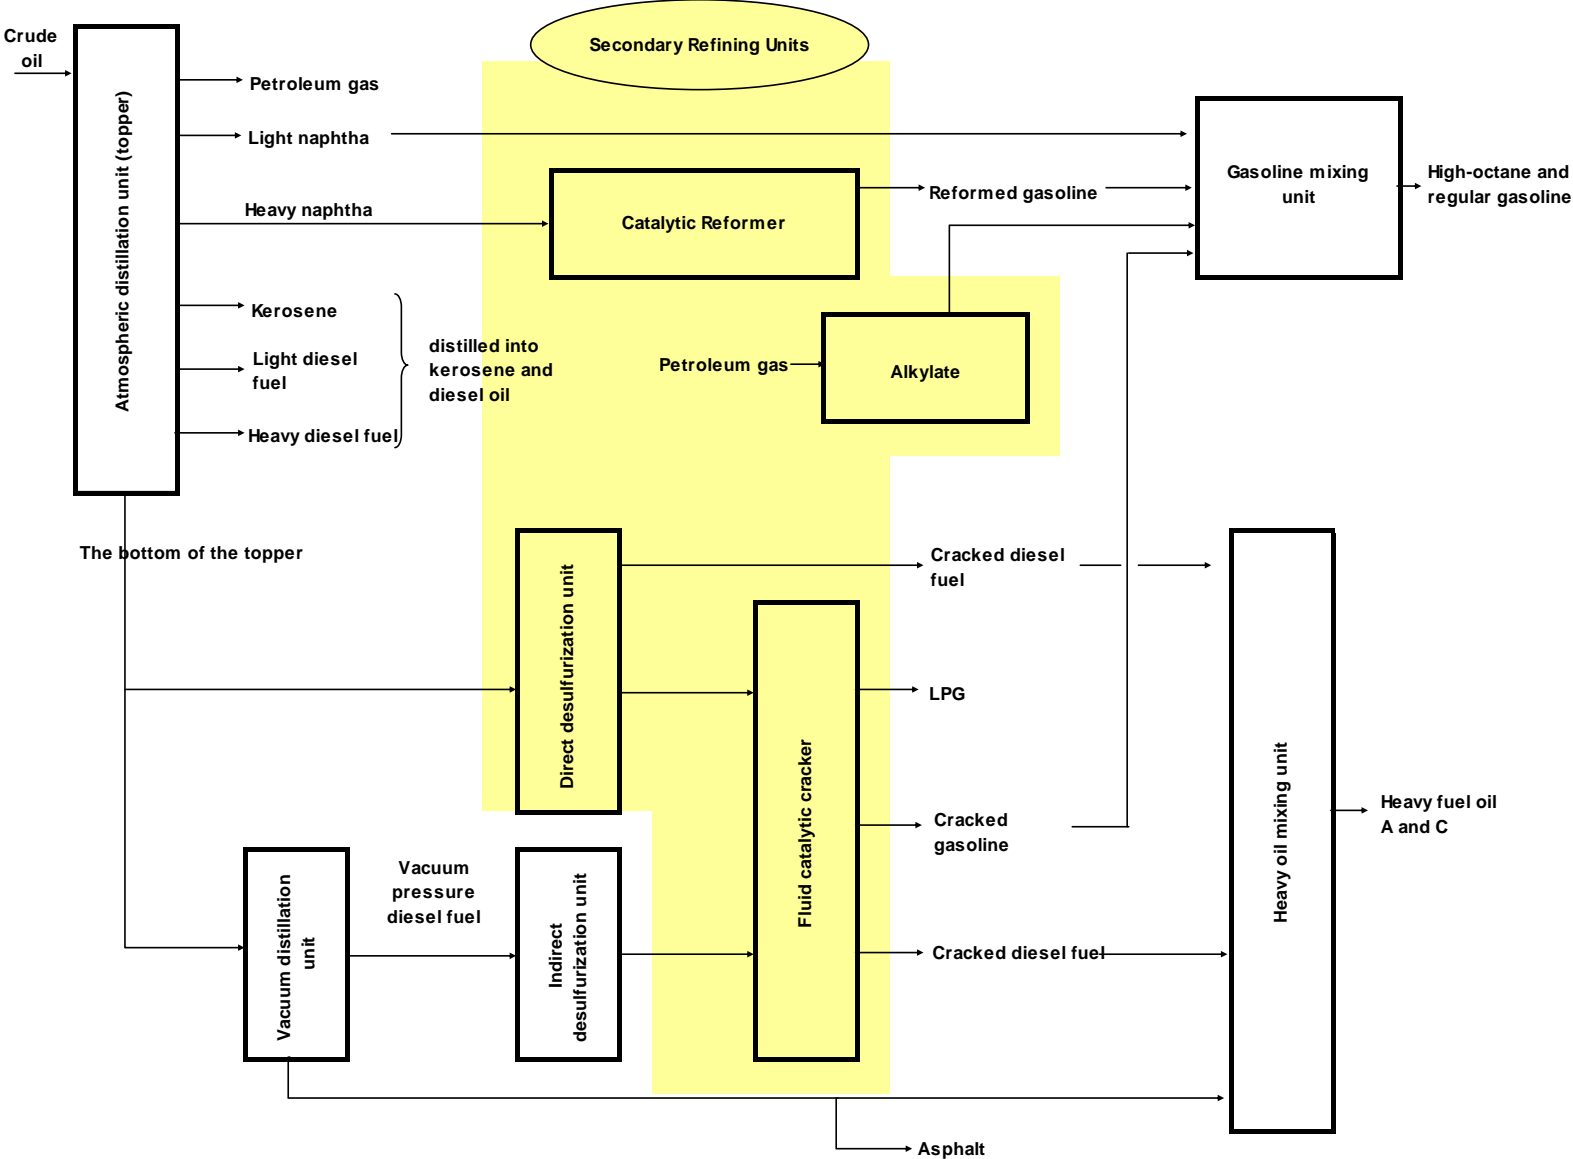 Crude
oil
Secondary Refining Units
Atmospheric distillation unit (topper)
Petroleum gas
Light naphtha
Heavy naphtha
Catalytic Reformer
Reformed gasoline
Gasoline mixing
unit
High-octane and
regular gasoline
Kerosene
Light diesel
fuel
Heavy diesel fuel
distilled into
kerosene and
diesel oil
Petroleum gas
Alkylate
The bottom of the topper
Direct desulfurization unit
Cracked diesel
fuel
Fluid catalytic cracker
LPG
Cracked
gasoline
Cracked diesel fuel
Heavy oil mixing unit
Heavy fuel oil
A and C
Vacuum distillation
unit
Vacuum
pressure
diesel fuel
Indirect
desulfurization unit
Asphalt